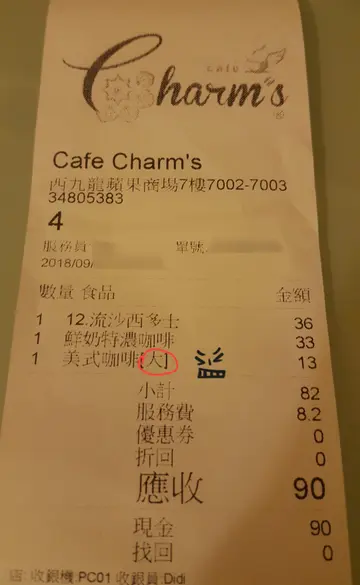 cafe
Charm's
Cafe Charm's
西九龍蘋果商場7樓7002-7003
34805383
4
服務員 單號
2018/09/
數量 食品 金額
1 12.流沙西多士 36
1 鮮奶特濃咖啡 33
1 美式咖啡[大] 13
溢
小計 82
服務費 8.2
優惠券 0
折回 0
應收 90
現金 90
找回 0
店: 收銀機:PC01 收銀員:Didi